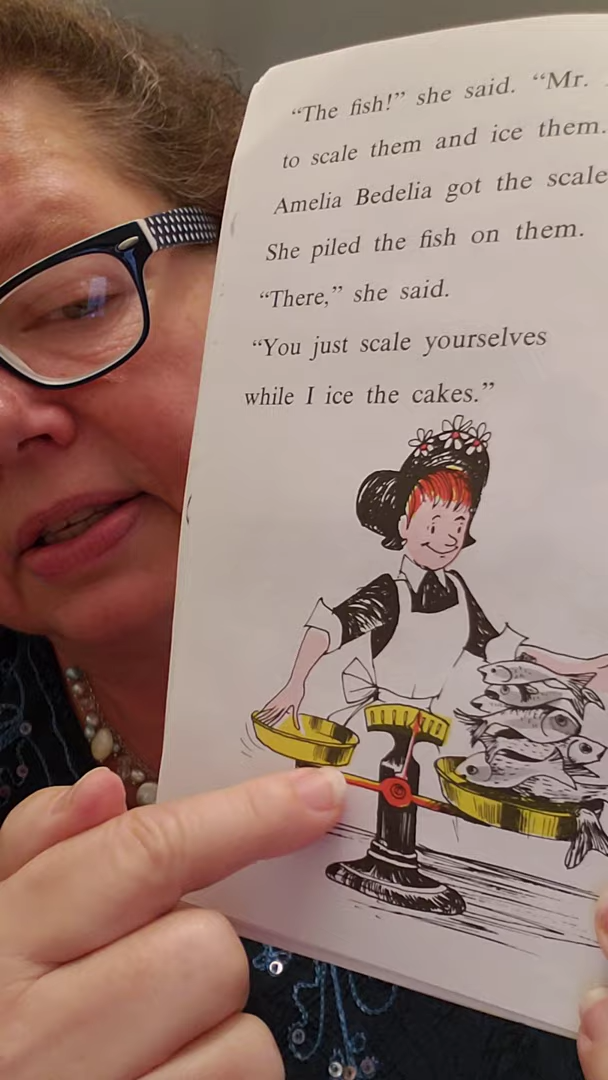 “The fish!” she said. “Mr.
to scale them and ice them.
Amelia Bedelia got the scale
She piled the fish on them.
“There,” she said.
“You just scale yourselves
while I ice the cakes.”